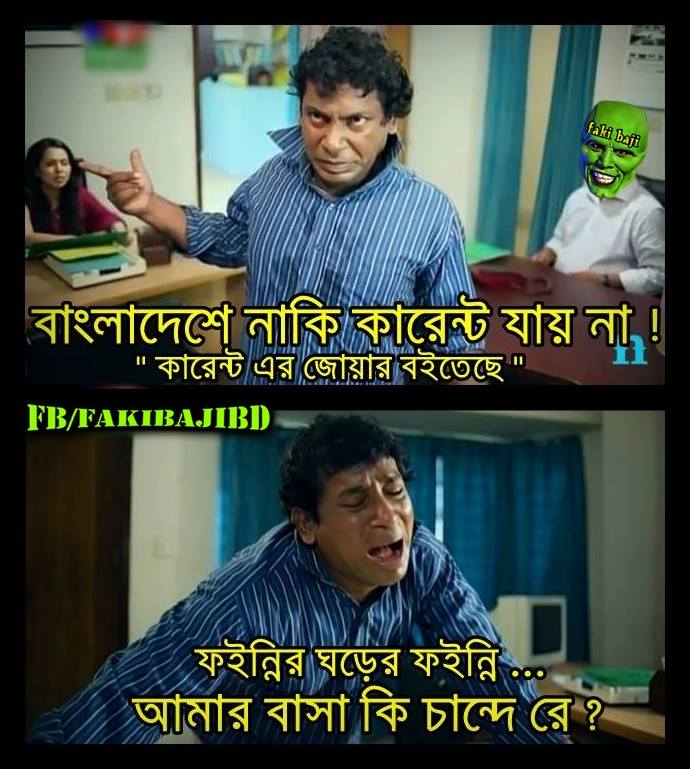 faki baji
বাংলাদেশে নাকি কারেন্ট যায় না !
" কারেন্ট এর জোয়ার বইতেছে "
n
FB/FAKIBAJIBD
ফইন্নির ঘড়ের ফইন্নি ...
আমার বাসা কি চান্দে রে ?